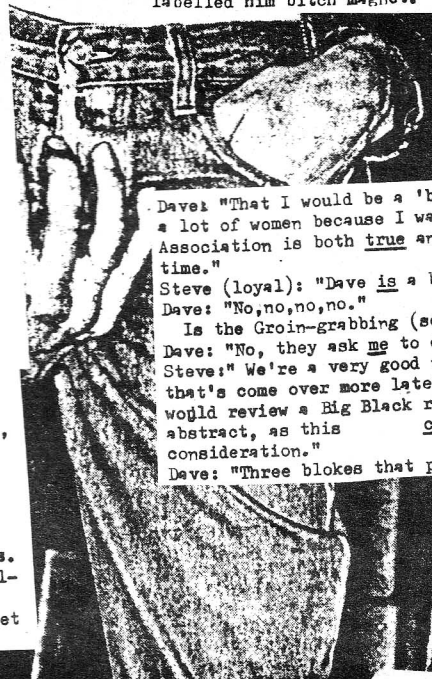 labelled him bitch magnet.
Dave: "That I would be a 'b
a lot of women because I wa
Association is both true an
time."
Steve (loyal): "Dave is a b
Dave: "No,no,no,no."
Is the Groin-grabbing (se
Dave: "No, they ask me to
Steve:" We're a very good
that's come over more late
would review a Big Black r
abstract, as this c
consideration."
Dave: "Three blokes that p
s.
l-
et